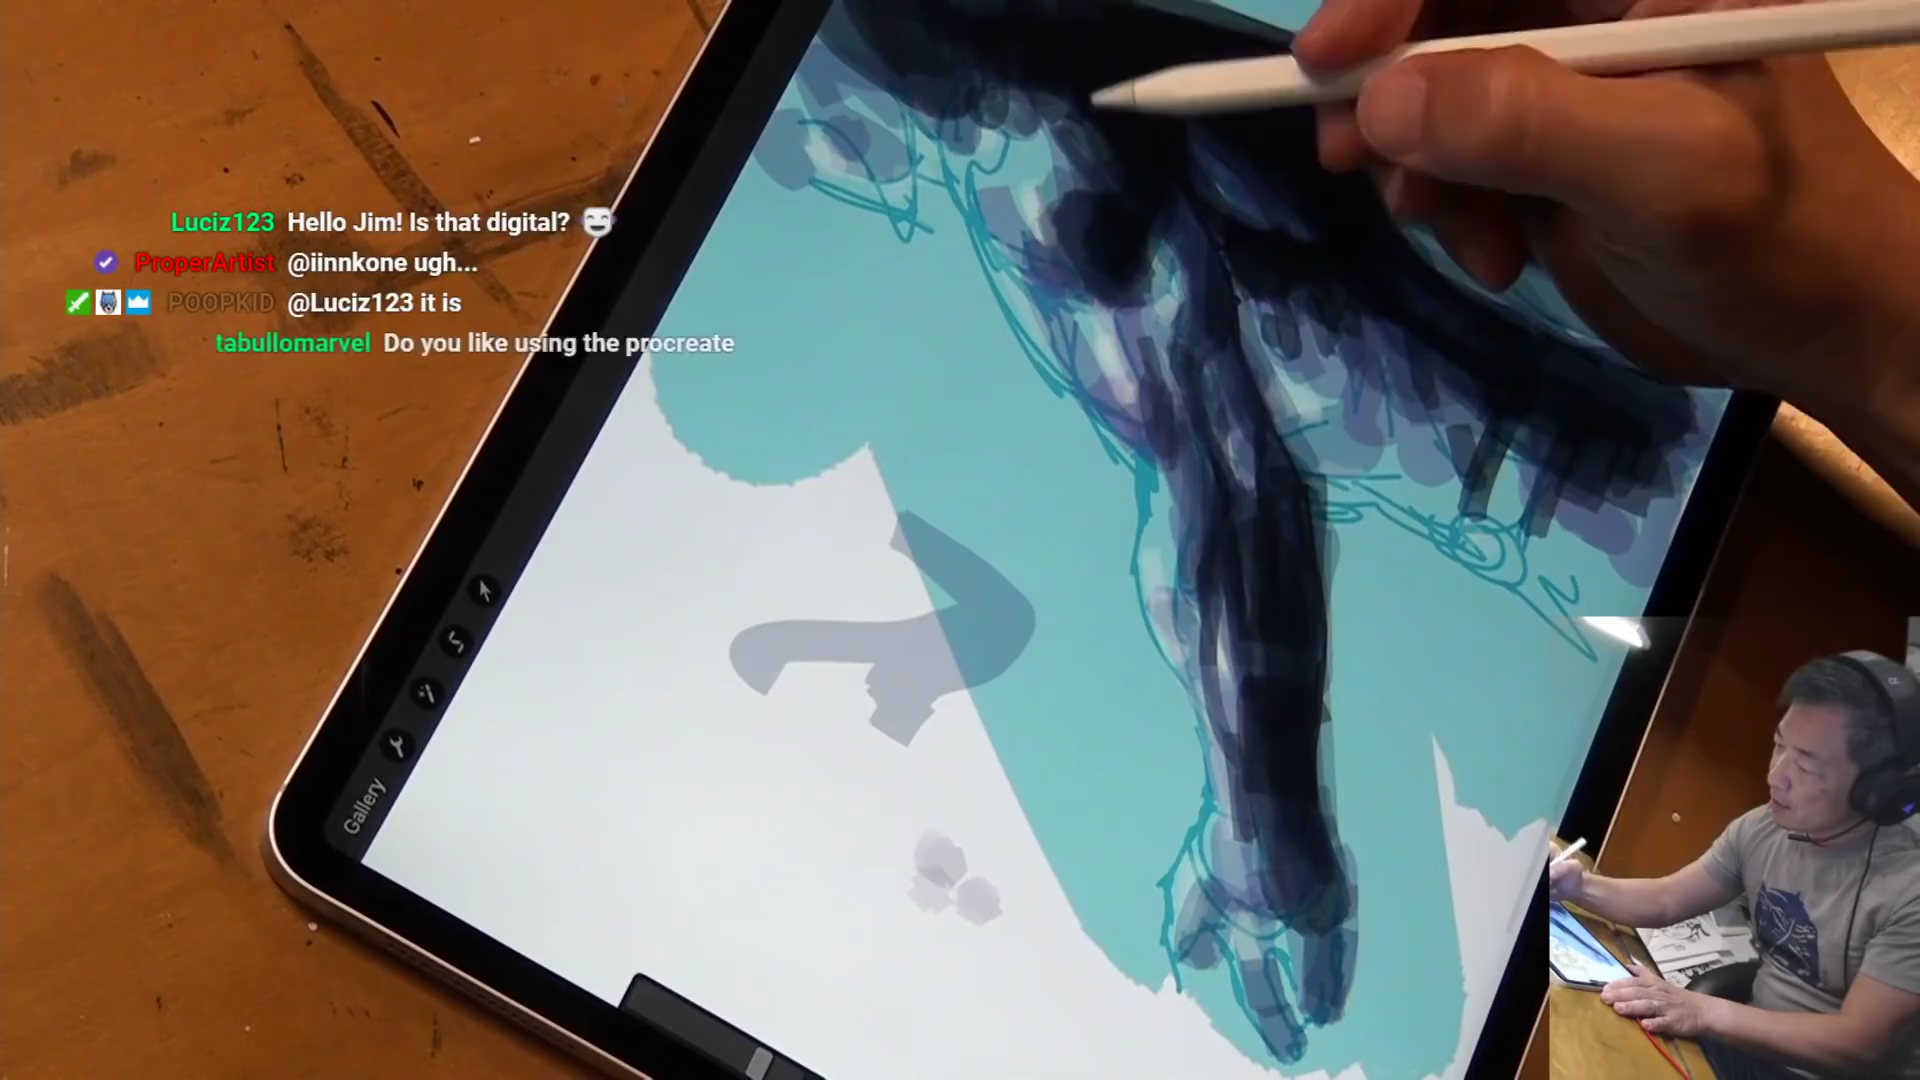 Luciz123 Hello Jim! Is that digital?
ProperArtist @iinnkone ugh...
POOPKID @Luciz123 it is
tabullomarvel Do you like using the procreate
Gallery